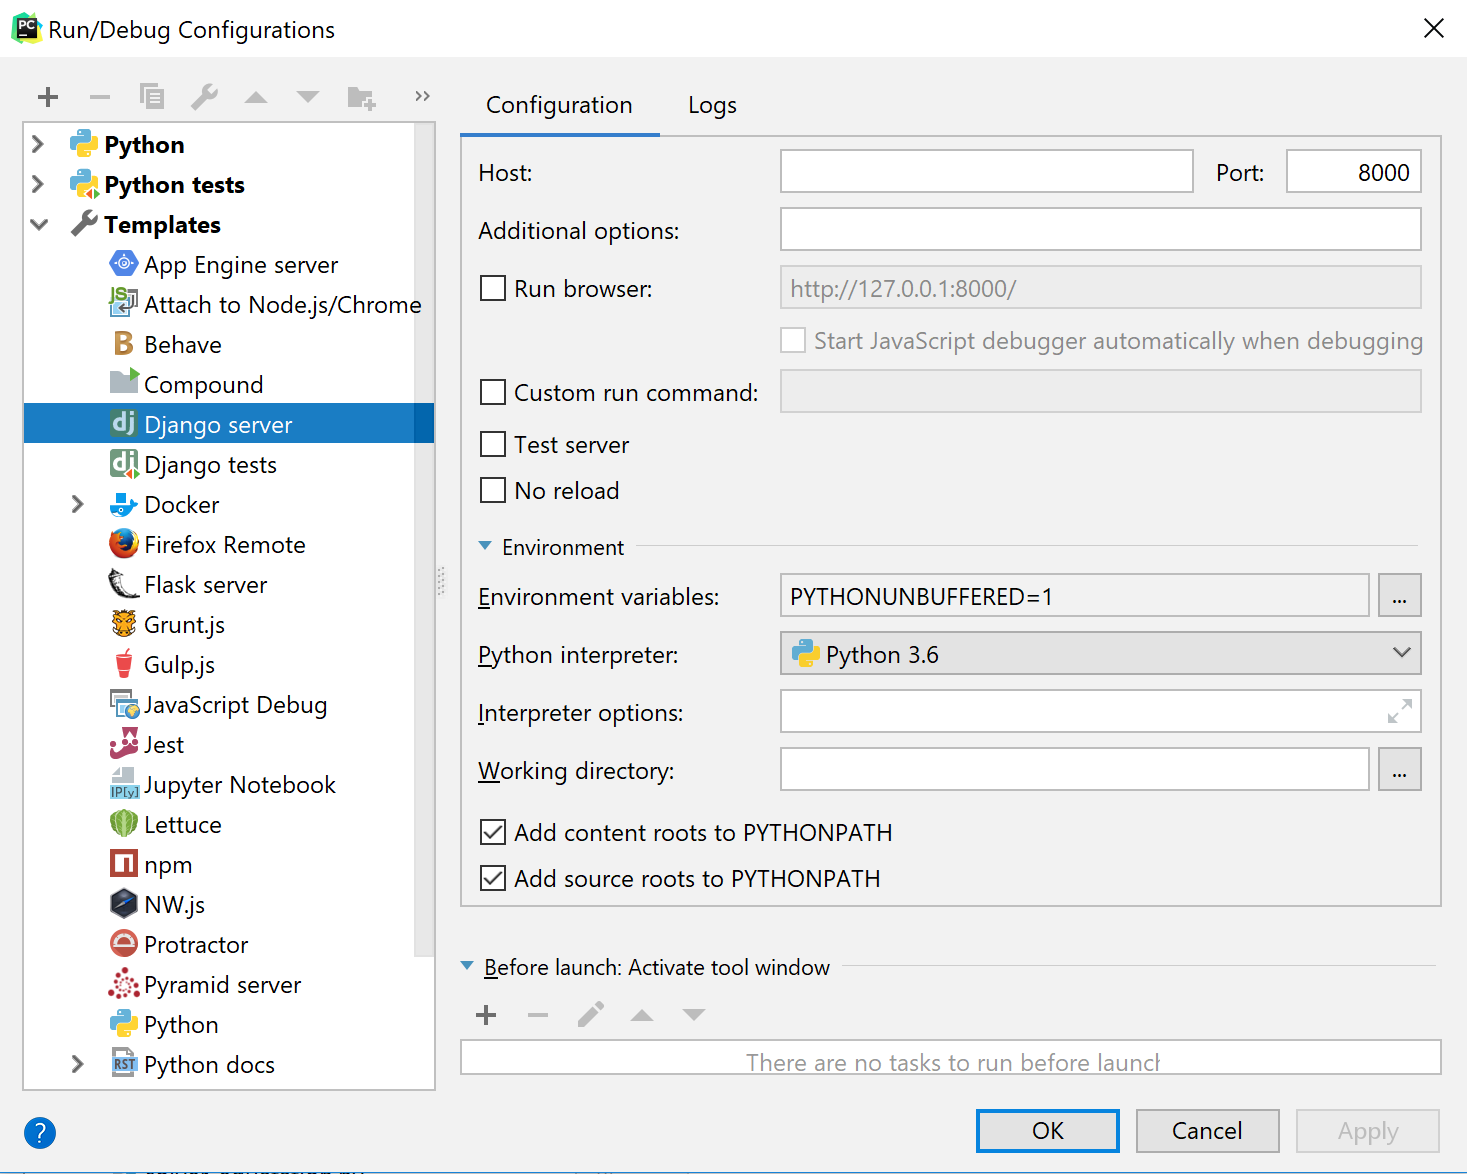 Run/Debug Configurations
Python
Python tests
Templates
App Engine server
Attach to Node.js/Chrome
Behave
Compound
Django server
Django tests
Docker
Firefox Remote
Flask server
Grunt.js
Gulp.js
JavaScript Debug
Jest
Jupyter Notebook
Lettuce
npm
NW.js
Protractor
Pyramid server
Python
Python docs
Configuration Logs
Host: Port: 8000
Additional options:
Run browser: http://127.0.0.1:8000/
Start JavaScript debugger automatically when debugging
Custom run command:
Test server
No reload
Environment
Environment variables: PYTHONUNBUFFERED=1 ...
Python interpreter: Python 3.6
Interpreter options:
Working directory: ...
Add content roots to PYTHONPATH
Add source roots to PYTHONPATH
Before launch: Activate tool window
There are no tasks to run before launch
? OK Cancel Apply